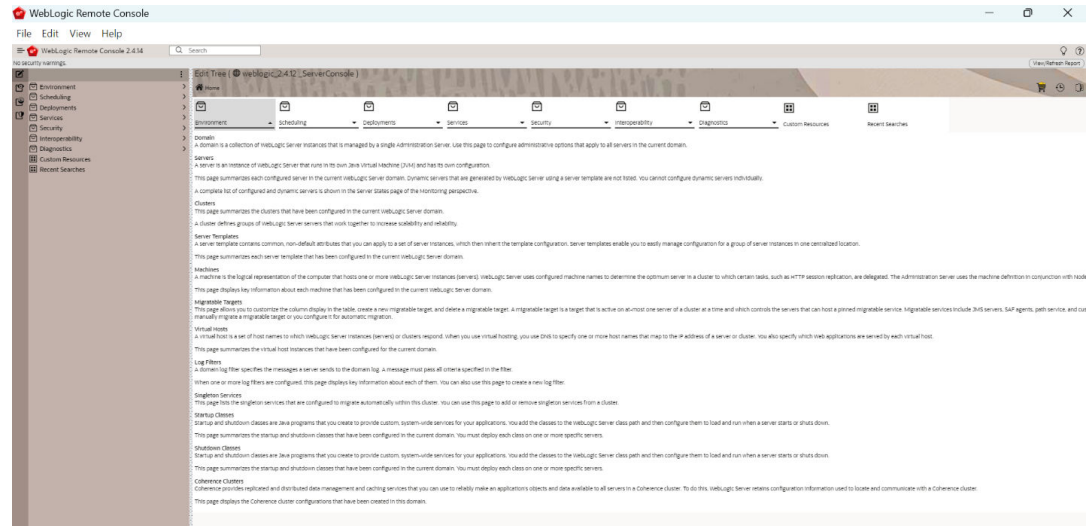 WebLogic Remote Console
File Edit View Help
WebLogic Remote Console 2.4.14
Search
No security warnings.
View/Refresh Report
Edit Tree ( weblogic_2.4.12_ServerConsole )
Home
Environment
Scheduling
Deployments
Services
Security
Interoperability
Diagnostics
Custom Resources
Recent Searches
Environment Scheduling Deployments Services Security Interoperability Diagnostics Custom Resources Recent Searches
Domain
A domain is a collection of WebLogic Server instances that is managed by a single Administration Server. Use this page to configure administrative options that apply to all servers in the current domain.
Servers
A server is an instance of WebLogic Server that runs in its own Java Virtual Machine (JVM) and has its own configuration.
This page summarizes each configured server in the current WebLogic Server domain. Dynamic servers that are generated by WebLogic Server using a server template are not listed. You cannot configure dynamic servers individually.
A complete list of configured and dynamic servers is shown in the Server States page of the Monitoring perspective.
Clusters
This page summarizes the clusters that have been configured in the current WebLogic Server domain.
A cluster defines groups of WebLogic Server servers that work together to increase scalability and reliability.
Server Templates
A server template contains common, non-default attributes that you can apply to a set of server instances, which then inherit the template configuration. Server templates enable you to easily manage configuration for a group of server instances in one centralized location.
This page summarizes each server template that has been configured in the current WebLogic Server domain.
Machines
A machine is the logical representation of the computer that hosts one or more WebLogic Server instances (servers). WebLogic Server uses configured machine names to determine the optimum server in a cluster to which certain tasks, such as HTTP session replication, are delegated. The Administration Server uses the machine definition in conjunction with Node
This page displays key information about each machine that has been configured in the current WebLogic Server domain.
Migratable Targets
This page allows you to customize the column display in the table, create a new migratable target, and delete a migratable target. A migratable target is a target that is active on at-most one server of a cluster at a time and which controls the servers that can host a pinned migratable service. Migratable services include JMS servers, SAF agents, path service, and cus
manually migrate a migratable target or you configure it for automatic migration.
Virtual Hosts
A virtual host is a set of host names to which WebLogic Server instances (servers) or clusters respond. When you use virtual hosting, you use DNS to specify one or more host names that map to the IP address of a server or cluster. You also specify which Web applications are served by each virtual host.
This page summarizes the virtual host instances that have been configured for the current domain.
Log Filters
A domain log filter specifies the messages a server sends to the domain log. A message must pass all criteria specified in the filter.
When one or more log filters are configured, this page displays key information about each of them. You can also use this page to create a new log filter.
Singleton Services
This page lists the singleton services that are configured to migrate automatically within this cluster. You can use this page to add or remove singleton services from a cluster.
Startup Classes
Startup and shutdown classes are Java programs that you create to provide custom, system-wide services for your applications. You add the classes to the WebLogic Server class path and then configure them to load and run when a server starts or shuts down.
This page summarizes the startup and shutdown classes that have been configured in the current domain. You must deploy each class on one or more specific servers.
Shutdown Classes
Startup and shutdown classes are Java programs that you create to provide custom, system-wide services for your applications. You add the classes to the WebLogic Server class path and then configure them to load and run when a server starts or shuts down.
This page summarizes the startup and shutdown classes that have been configured in the current domain. You must deploy each class on one or more specific servers.
Coherence Clusters
Coherence provides replicated and distributed data management and caching services that you can use to reliably make an application's objects and data available to all servers in a Coherence cluster. To do this, WebLogic Server retains configuration information used to locate and communicate with a Coherence cluster.
This page displays the Coherence cluster configurations that have been created in this domain.